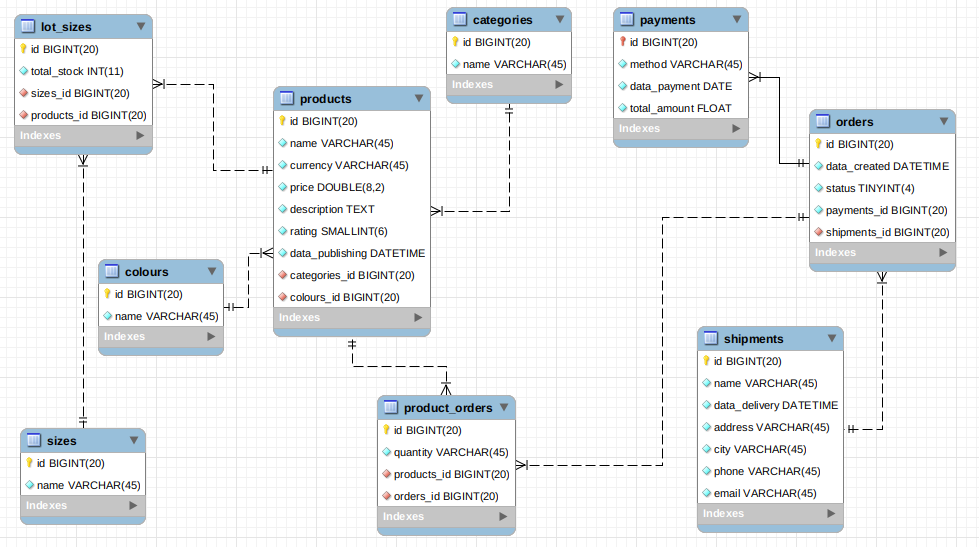 lot_sizes
id BIGINT(20)
total_stock INT(11)
sizes_id BIGINT(20)
products_id BIGINT(20)
Indexes
categories
id BIGINT(20)
name VARCHAR(45)
Indexes
payments
id BIGINT(20)
method VARCHAR(45)
data_payment DATE
total_amount FLOAT
Indexes
products
id BIGINT(20)
name VARCHAR(45)
currency VARCHAR(45)
price DOUBLE(8,2)
description TEXT
rating SMALLINT(6)
data_publishing DATETIME
categories_id BIGINT(20)
colours_id BIGINT(20)
Indexes
orders
id BIGINT(20)
data_created DATETIME
status TINYINT(4)
payments_id BIGINT(20)
shipments_id BIGINT(20)
Indexes
colours
id BIGINT(20)
name VARCHAR(45)
Indexes
shipments
id BIGINT(20)
name VARCHAR(45)
data_delivery DATETIME
address VARCHAR(45)
city VARCHAR(45)
phone VARCHAR(45)
email VARCHAR(45)
Indexes
product_orders
id BIGINT(20)
quantity VARCHAR(45)
products_id BIGINT(20)
orders_id BIGINT(20)
Indexes
sizes
id BIGINT(20)
name VARCHAR(45)
Indexes